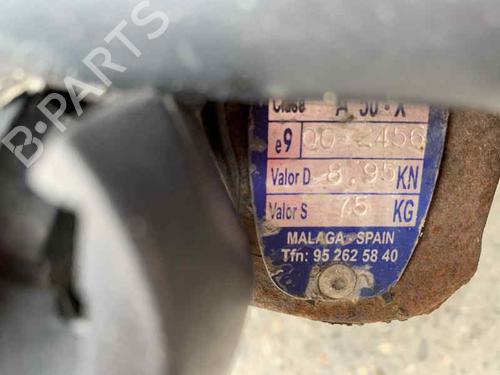 B-PARTS
Clase A 50-X
e9 00-2456
Valor D 8.95 KN
Valor S 75 KG
MALAGA - SPAIN
Tfn: 95 262 58 40